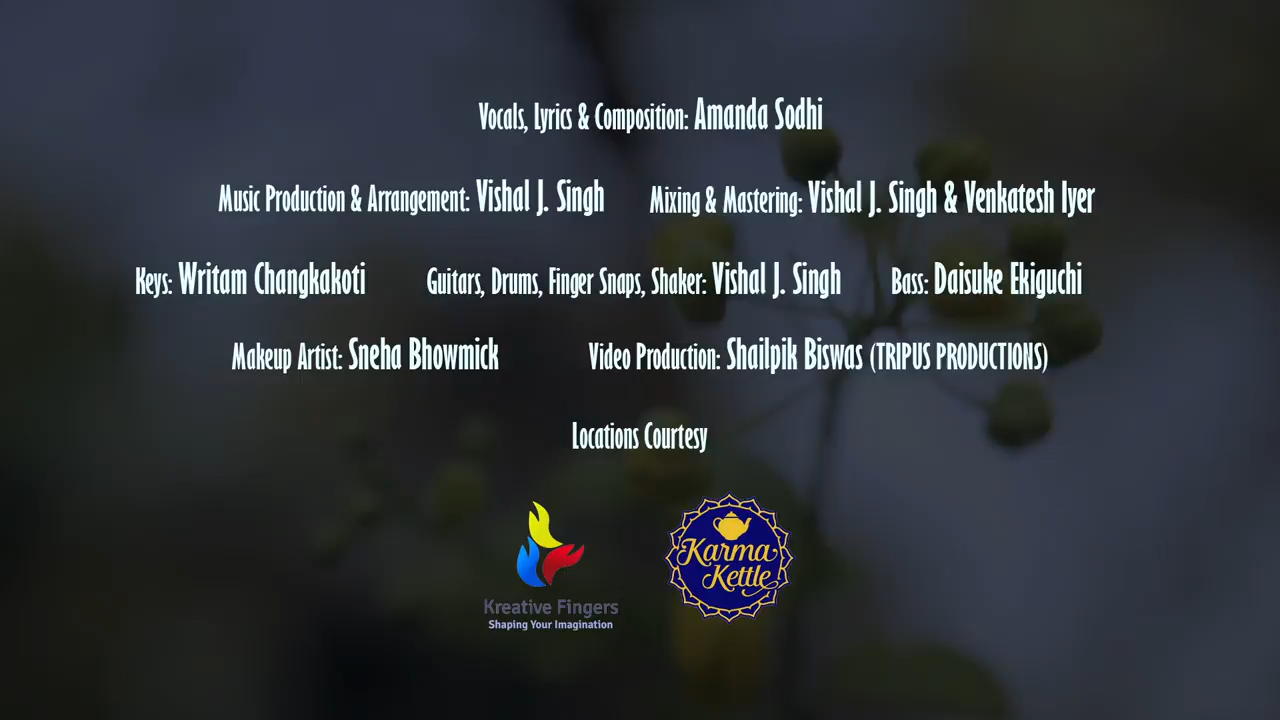 Vocals, Lyrics & Composition: Amanda Sodhi
Music Production & Arrangement: Vishal J. Singh Mixing & Mastering: Vishal J. Singh & Venkatesh Iyer
Keys: Writam Changkakoti Guitars, Drums, Finger Snaps, Shaker: Vishal J. Singh Bass: Daisuke Ekiguchi
Makeup Artist: Sneha Bhowmick Video Production: Shailpik Biswas (TRIPUS PRODUCTIONS)
Locations Courtesy
Kreative Fingers
Shaping Your Imagination
Karma
Kettle